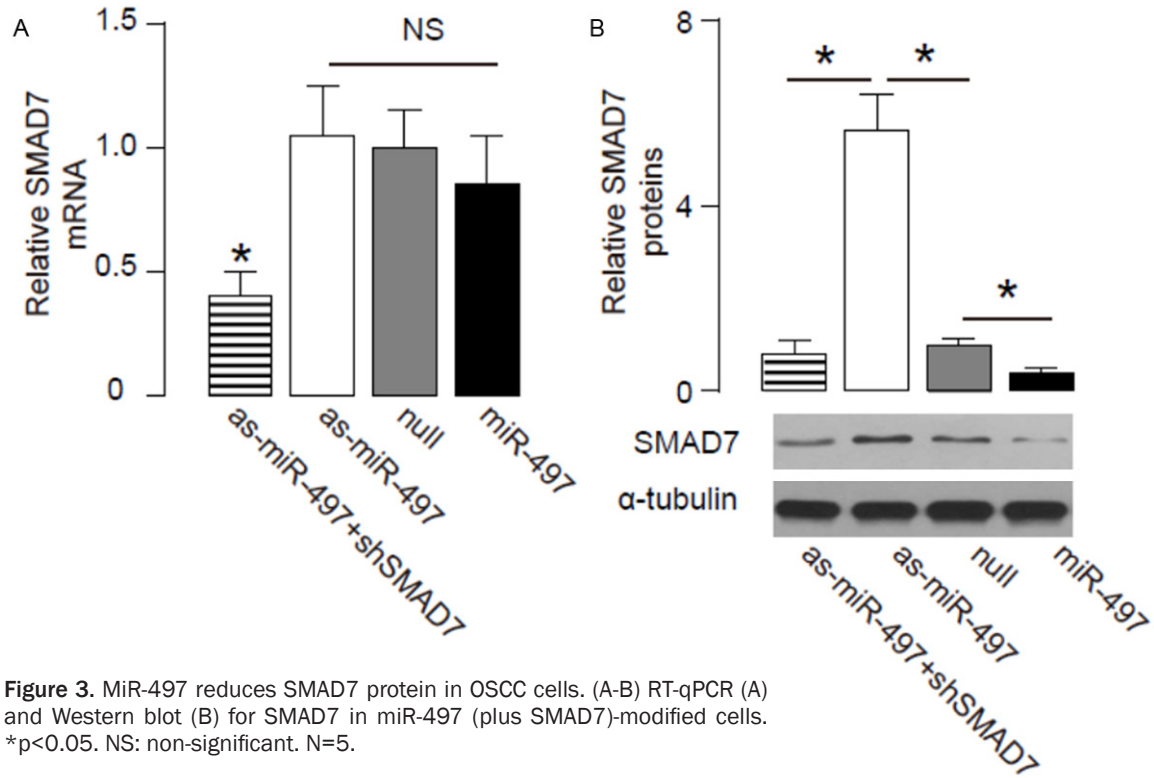 A
1.5
1.0
0.5
0
Relative SMAD7
mRNA
NS
*
as-miR-497+shSMAD7
as-miR-497
null
miR-497
B
8
4
0
Relative SMAD7
proteins
*
*
*
SMAD7
α-tubulin
as-miR-497+shSMAD7
as-miR-497
null
miR-497
Figure 3. MiR-497 reduces SMAD7 protein in OSCC cells. (A-B) RT-qPCR (A)
and Western blot (B) for SMAD7 in miR-497 (plus SMAD7)-modified cells.
*p<0.05. NS: non-significant. N=5.